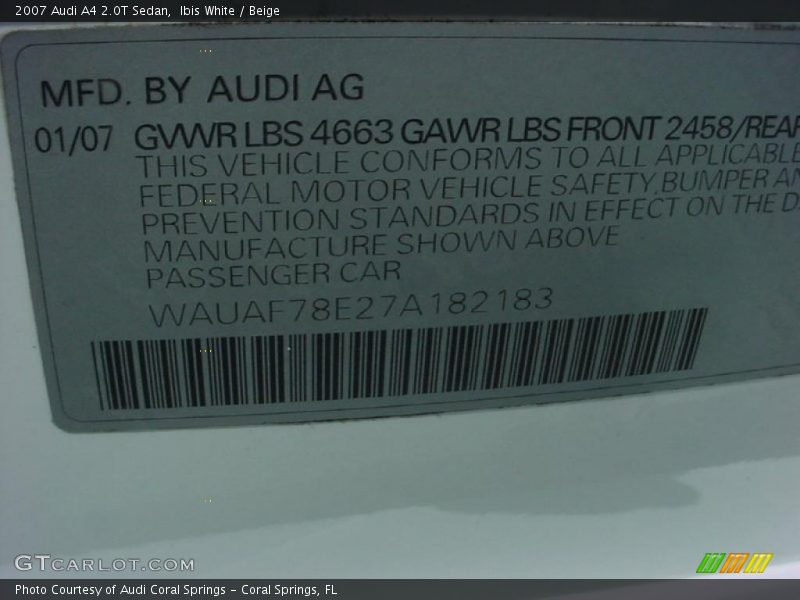 2007 Audi A4 2.0T Sedan,  Ibis White / Beige
MFD. BY AUDI AG
01/07 GVWR LBS 4663 GAWR LBS FRONT 2458/REAR
THIS VEHICLE CONFORMS TO ALL APPLICABLE
FEDERAL MOTOR VEHICLE SAFETY,BUMPER AN
PREVENTION STANDARDS IN EFFECT ON THE D
MANUFACTURE SHOWN ABOVE
PASSENGER CAR
WAUAF78E27A182183
GTCARLOT.COM
Photo Courtesy of Audi Coral Springs – Coral Springs, FL